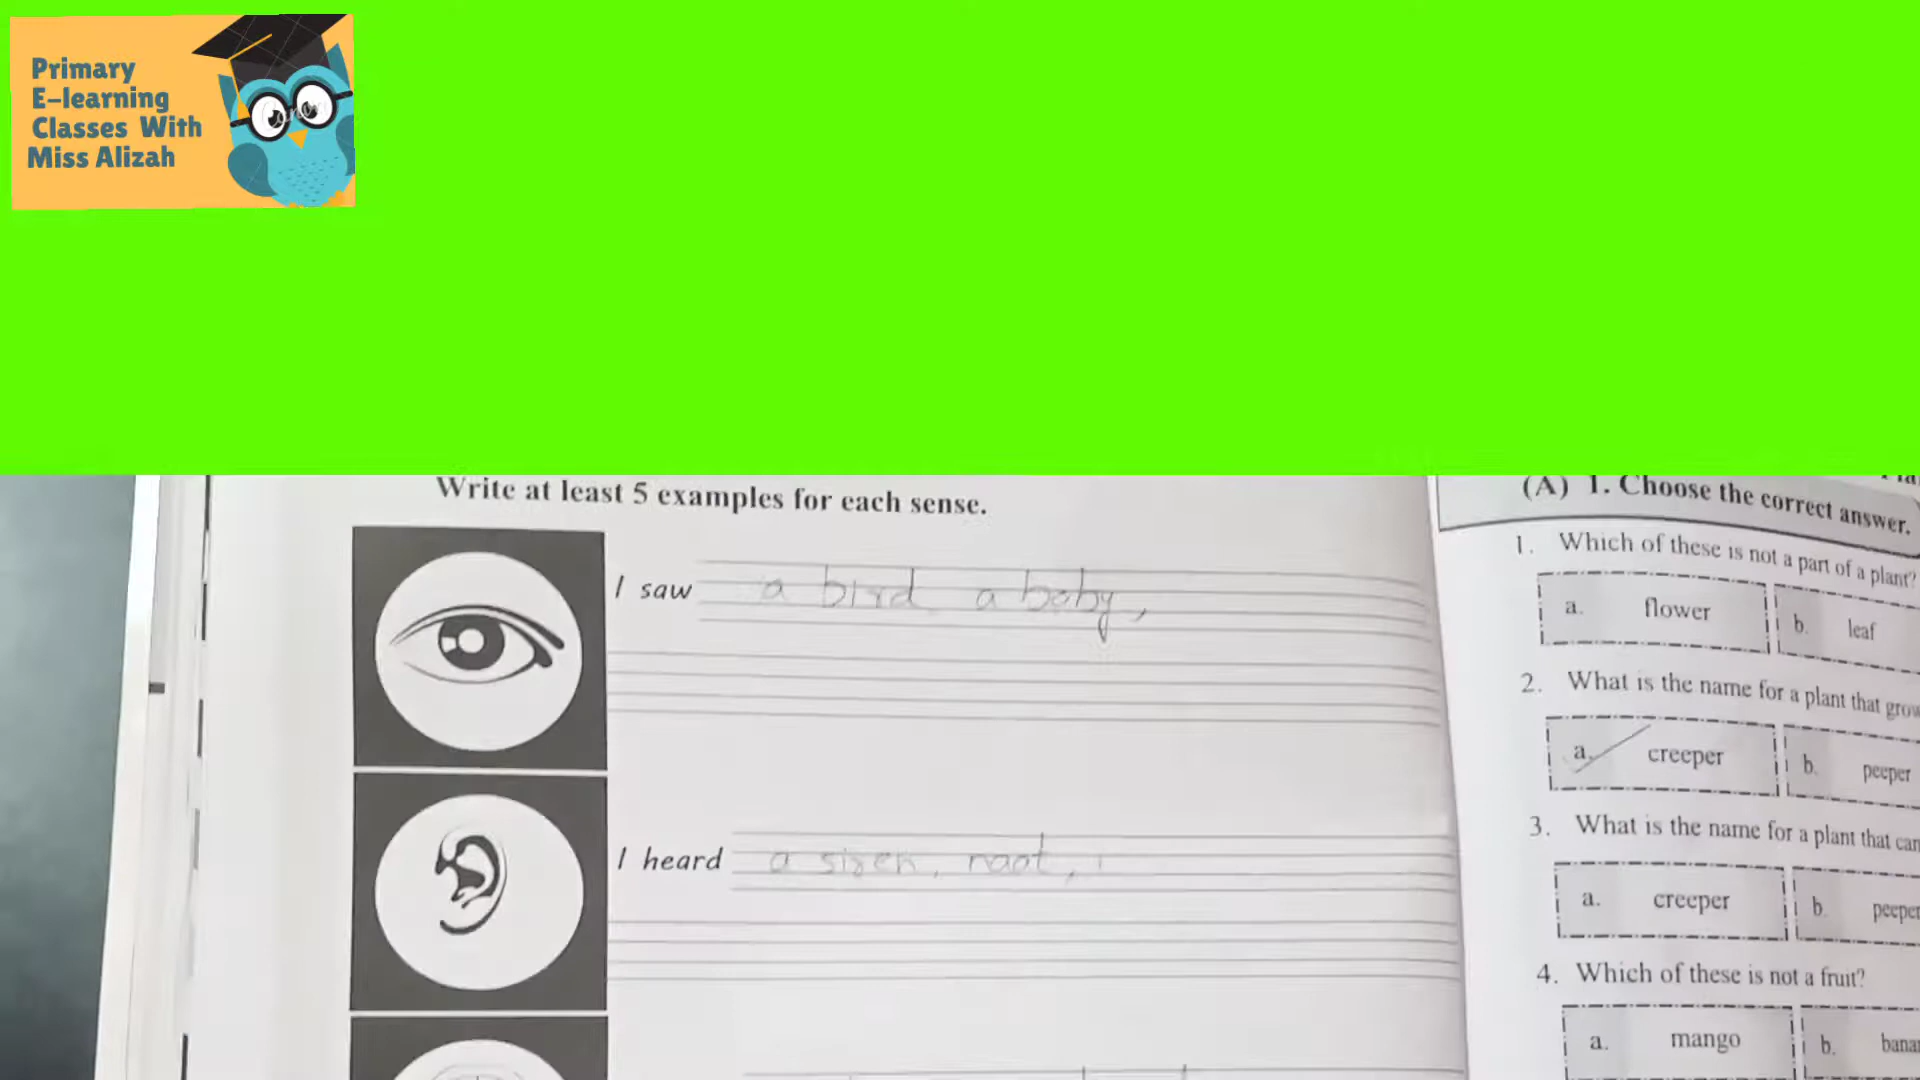 Primary
E-learning
Classes With
Miss Alizah
Write at least 5 examples for each sense.
I saw a bird a baby,
I heard a siren, naat,
(A) 1. Choose the correct answer.
1. Which of these is not a part of a plant?
a. flower b. leaf
2. What is the name for a plant that grow
a. creeper b. peeper
3. What is the name for a plant that can
a. creeper b. peeper
4. Which of these is not a fruit?
a. mango b. bana